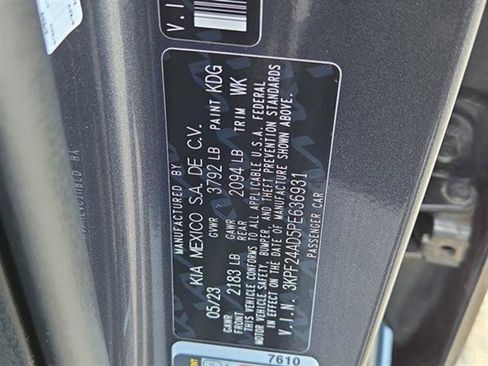 V.I
MANUFACTURED BY
KIA MEXICO S.A. DE C.V.
05/23 GVWR 3792 LB PAINT KDG
GAWR FRONT 2183 LB GAWR REAR 2094 LB TRIM WK
THIS VEHICLE CONFORMS TO ALL APPLICABLE U.S.A. FEDERAL
MOTOR VEHICLE SAFETY, BUMPER, AND THEFT PREVENTION STANDARDS
IN EFFECT ON THE DATE OF MANUFACTURE SHOWN ABOVE.
V.I.N. 3KPF24AD5PE636931
PASSENGER CAR
7610